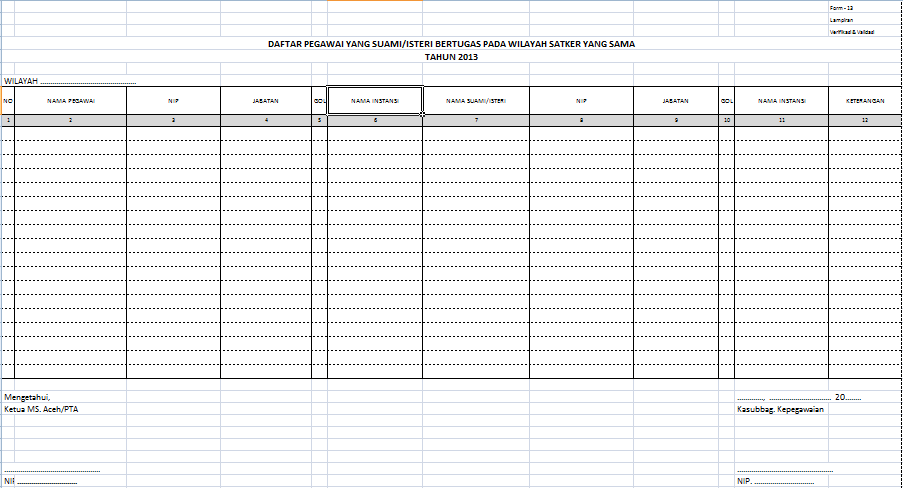 Form - 13
Lampiran
Verifikasi & Validasi
DAFTAR PEGAWAI YANG SUAMI/ISTERI BERTUGAS PADA WILAYAH SATKER YANG SAMA
TAHUN 2013
WILAYAH ................................................
NO NAMA PEGAWAI NIP JABATAN GOL NAMA INSTANSI NAMA SUAMI/ISTERI NIP JABATAN GOL NAMA INSTANSI KETERANGAN
1 2 3 4 5 6 7 8 9 10 11 12
Mengetahui, ............., ............................... 20........
Ketua MS. Aceh/PTA Kasubbag. Kepegawaian
................................................ ................................................
NIP .............................. NIP. ..............................